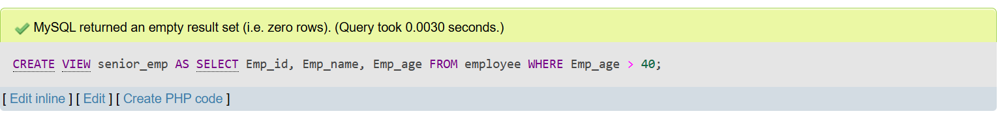 MySQL returned an empty result set (i.e. zero rows). (Query took 0.0030 seconds.)
CREATE VIEW senior_emp AS SELECT Emp_id, Emp_name, Emp_age FROM employee WHERE Emp_age > 40;
[ Edit inline ] [ Edit ] [ Create PHP code ]